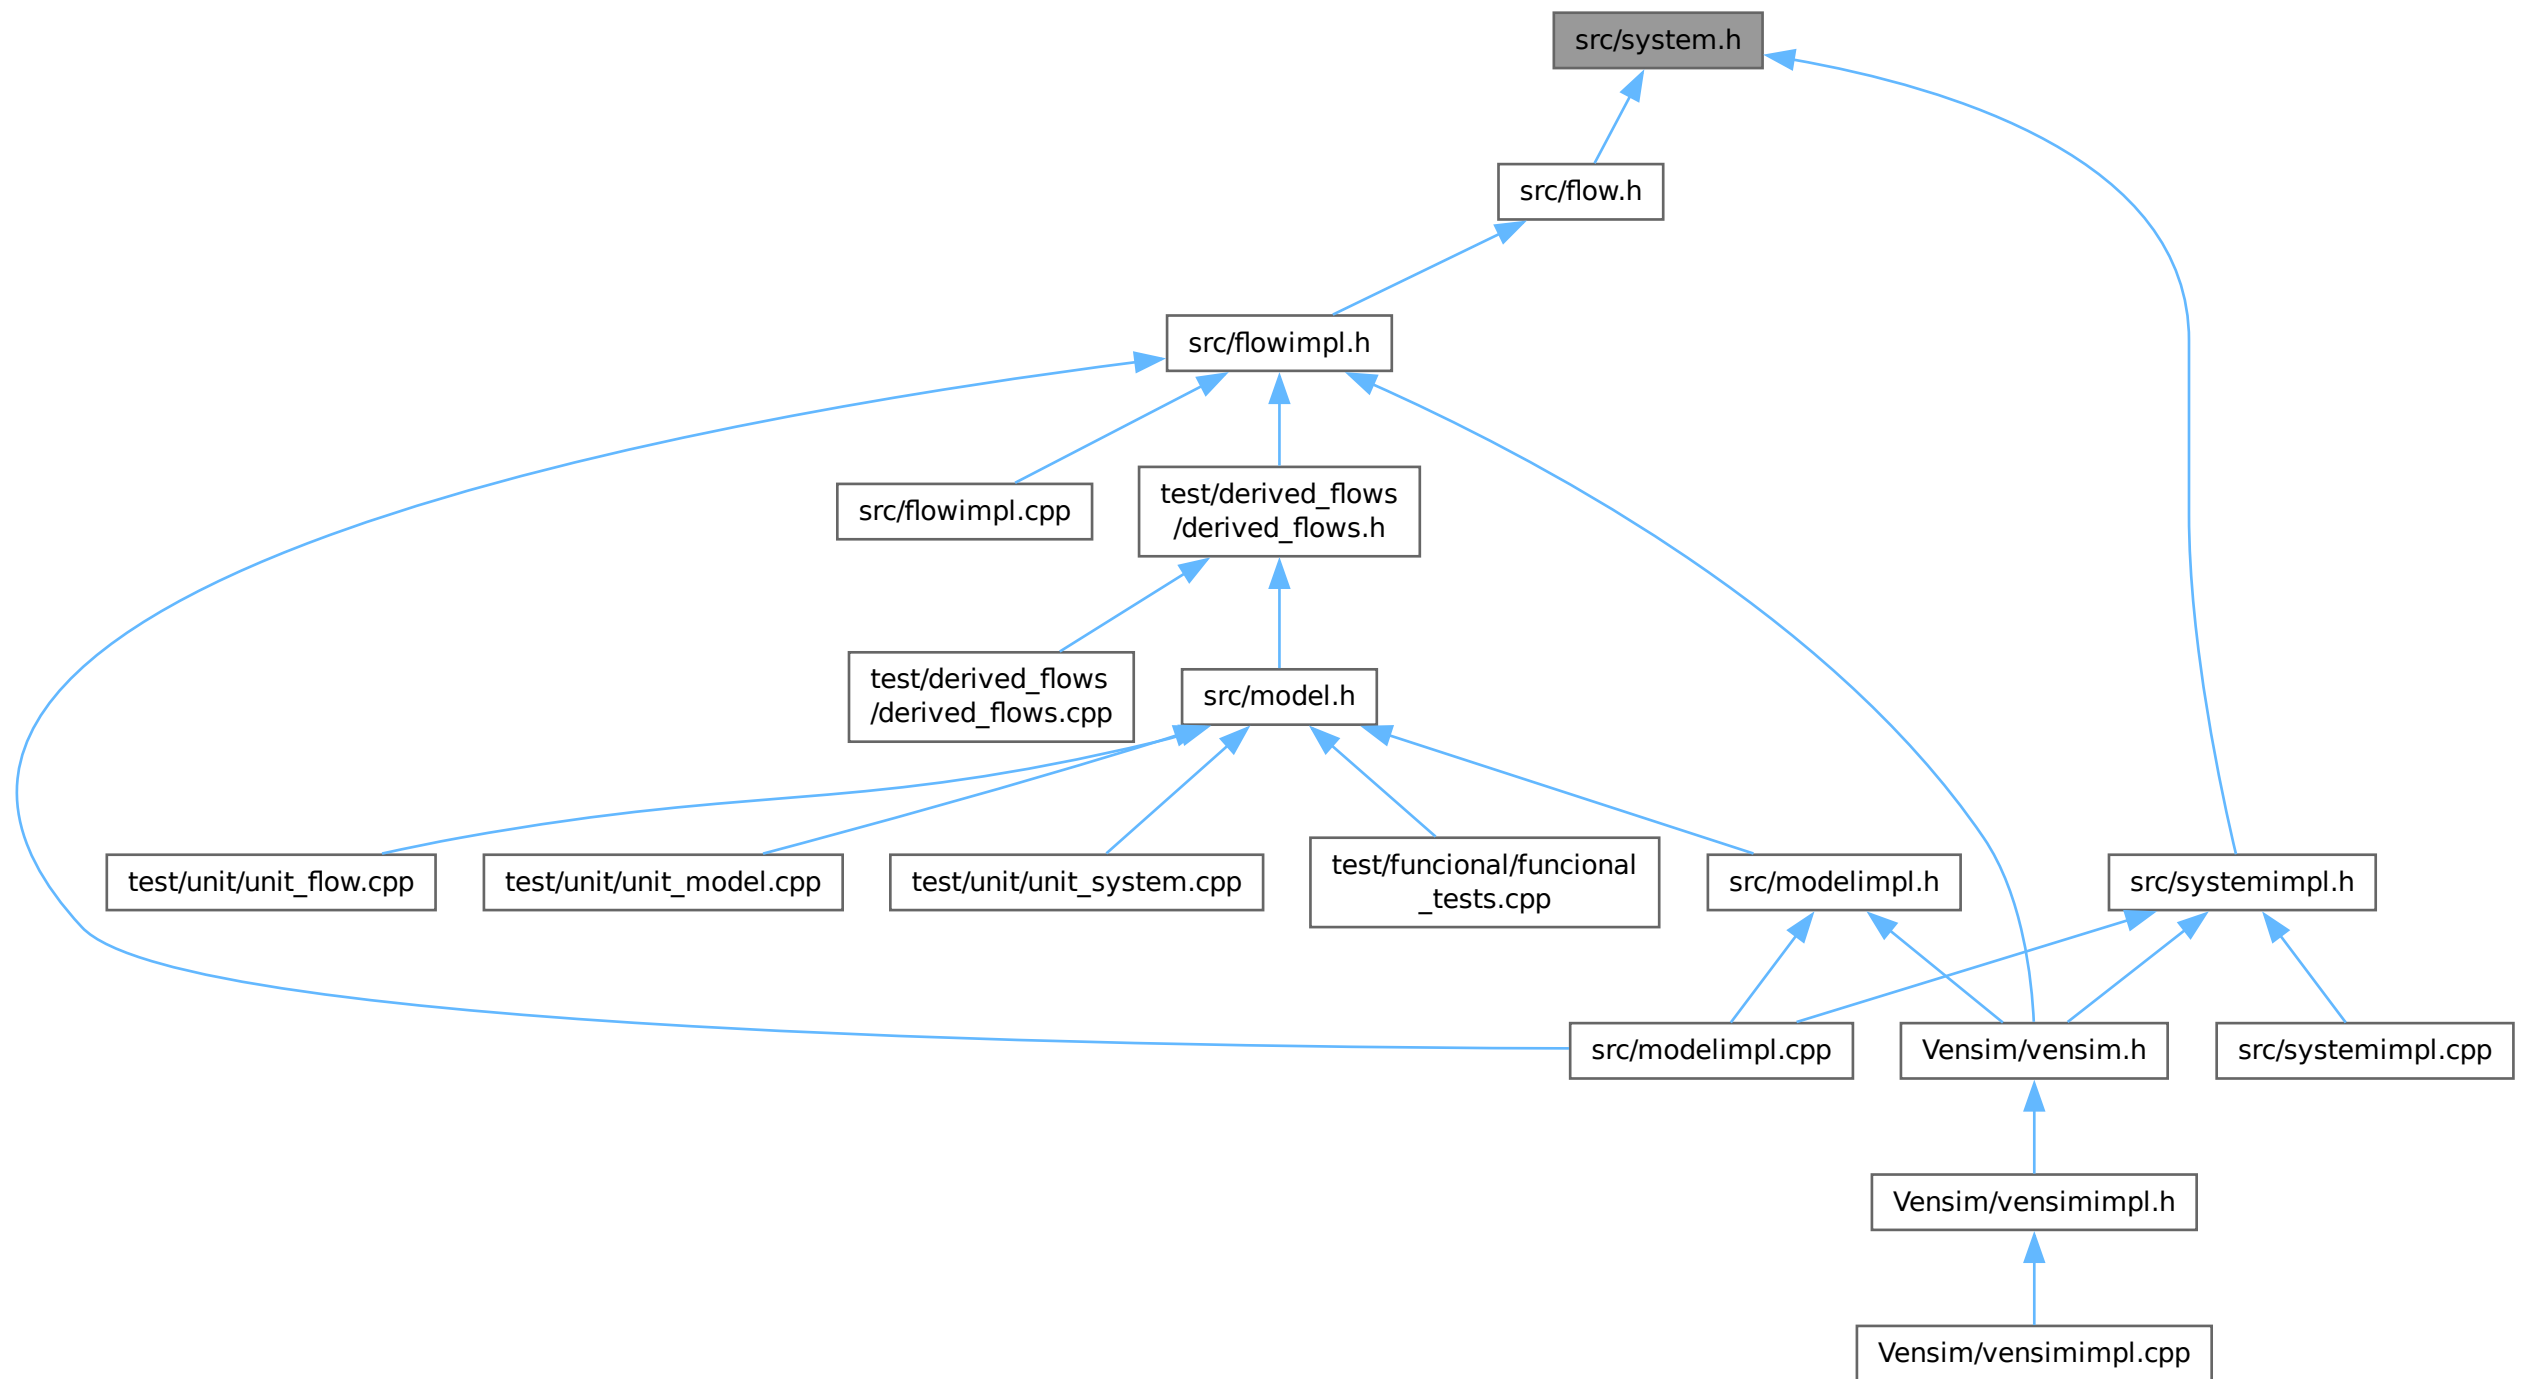 src/system.h
src/flow.h
src/flowimpl.h
src/flowimpl.cpp
test/derived_flows
/derived_flows.h
test/derived_flows
/derived_flows.cpp
src/model.h
test/unit/unit_flow.cpp
test/unit/unit_model.cpp
test/unit/unit_system.cpp
test/funcional/funcional
_tests.cpp
src/modelimpl.h
src/systemimpl.h
src/modelimpl.cpp
Vensim/vensim.h
src/systemimpl.cpp
Vensim/vensimimpl.h
Vensim/vensimimpl.cpp